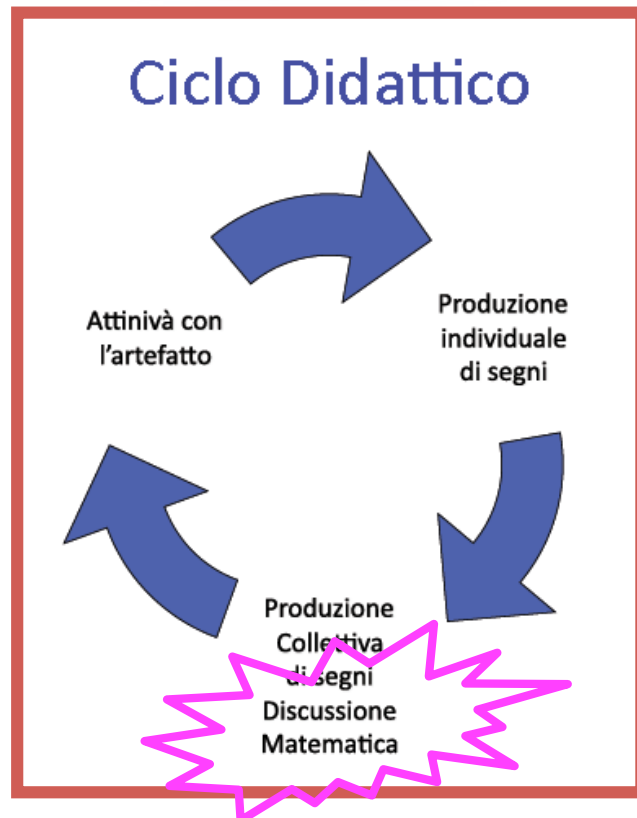 Ciclo Didattico
Attinivà con
l'artefatto
Produzione
individuale
di segni
Produzione
Collettiva
di segni
Discussione
Matematica